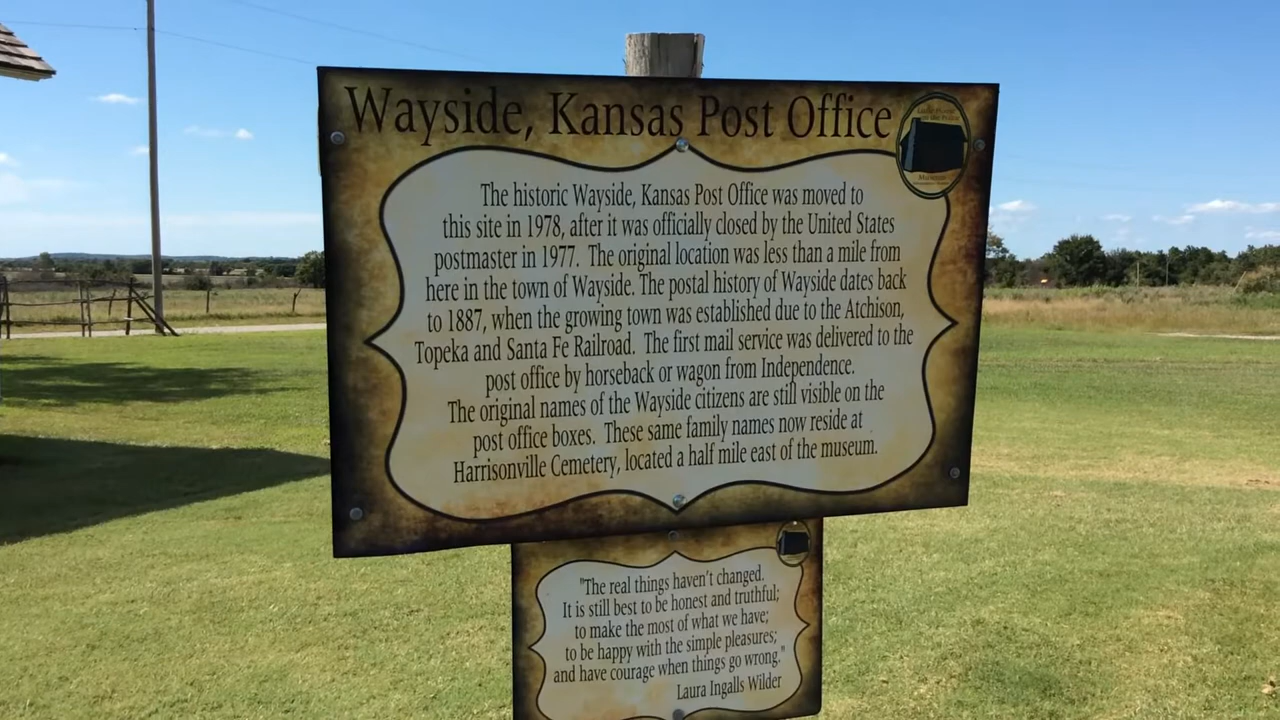 Wayside, Kansas Post Office
Little House
on the Prairie
Museum
The historic Wayside, Kansas Post Office was moved to
this site in 1978, after it was officially closed by the United States
postmaster in 1977. The original location was less than a mile from
here in the town of Wayside. The postal history of Wayside dates back
to 1887, when the growing town was established due to the Atchison,
Topeka and Santa Fe Railroad. The first mail service was delivered to the
post office by horseback or wagon from Independence.
The original names of the Wayside citizens are still visible on the
post office boxes. These same family names now reside at
Harrisonville Cemetery, located a half mile east of the museum.
"The real things haven't changed.
It is still best to be honest and truthful;
to make the most of what we have;
to be happy with the simple pleasures;
and have courage when things go wrong."
Laura Ingalls Wilder